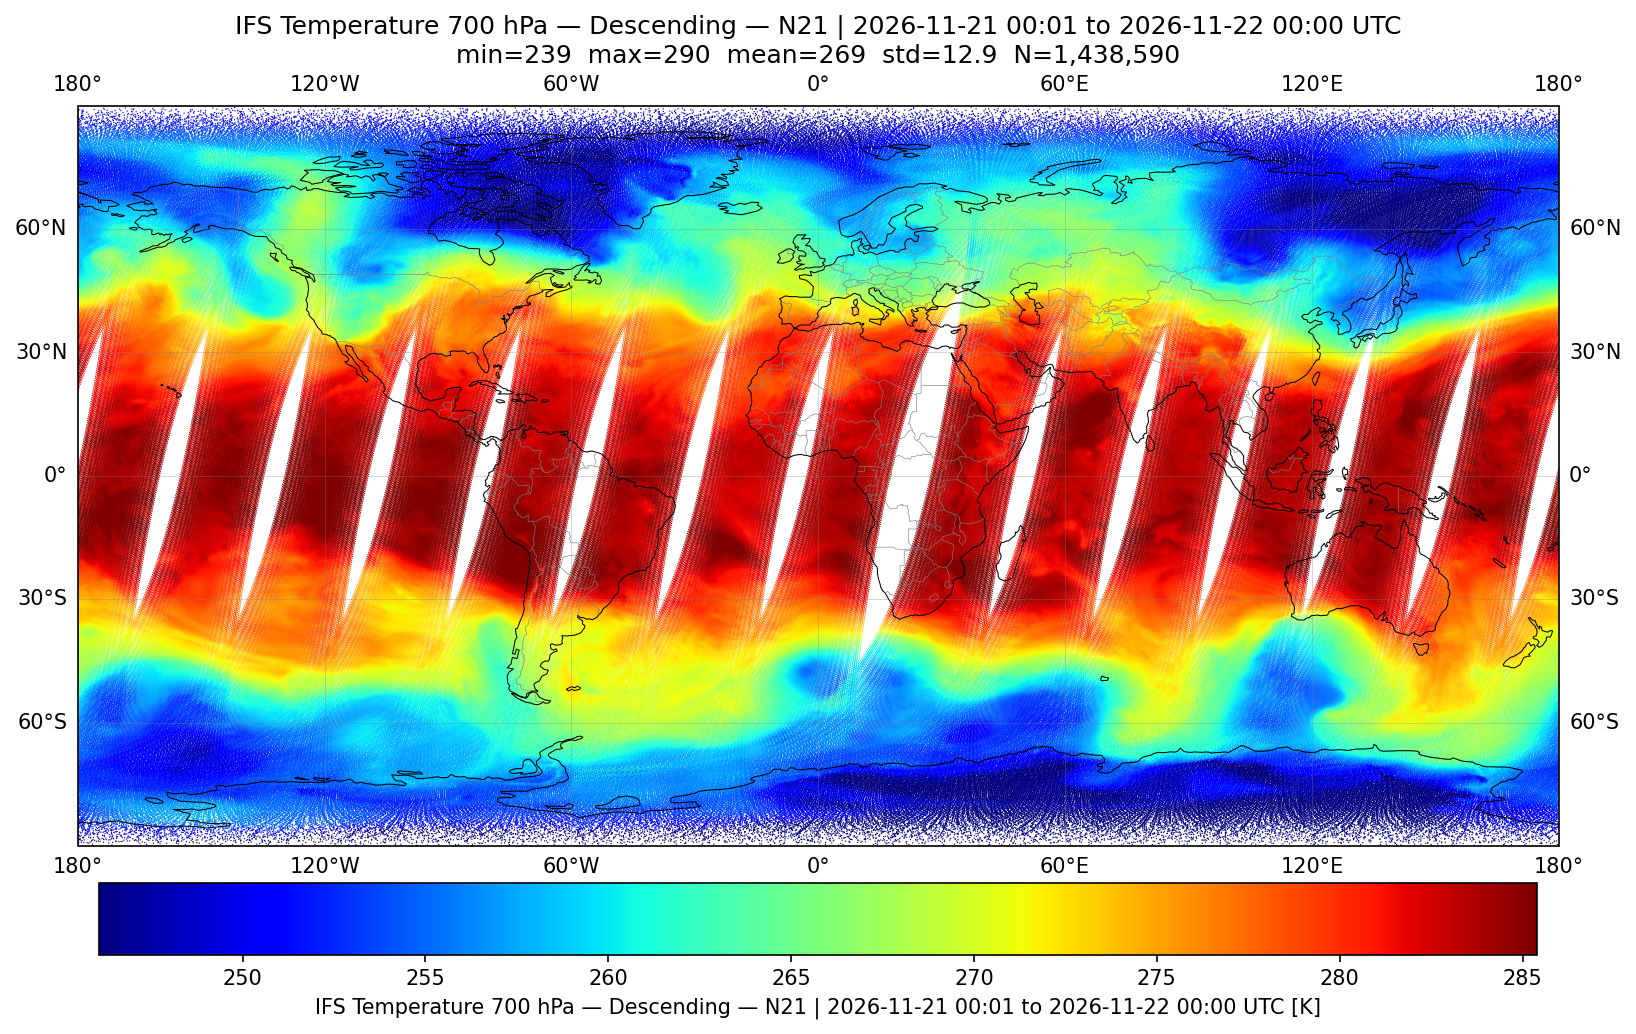 IFS Temperature 700 hPa — Descending — N21 | 2026-11-21 00:01 to 2026-11-22 00:00 UTC
min=239 max=290 mean=269 std=12.9 N=1,438,590
180° 120°W 60°W 0° 60°E 120°E 180°
60°N 60°N
30°N 30°N
0° 0°
30°S 30°S
60°S 60°S
180° 120°W 60°W 0° 60°E 120°E 180°
250 255 260 265 270 275 280 285
IFS Temperature 700 hPa — Descending — N21 | 2026-11-21 00:01 to 2026-11-22 00:00 UTC [K]